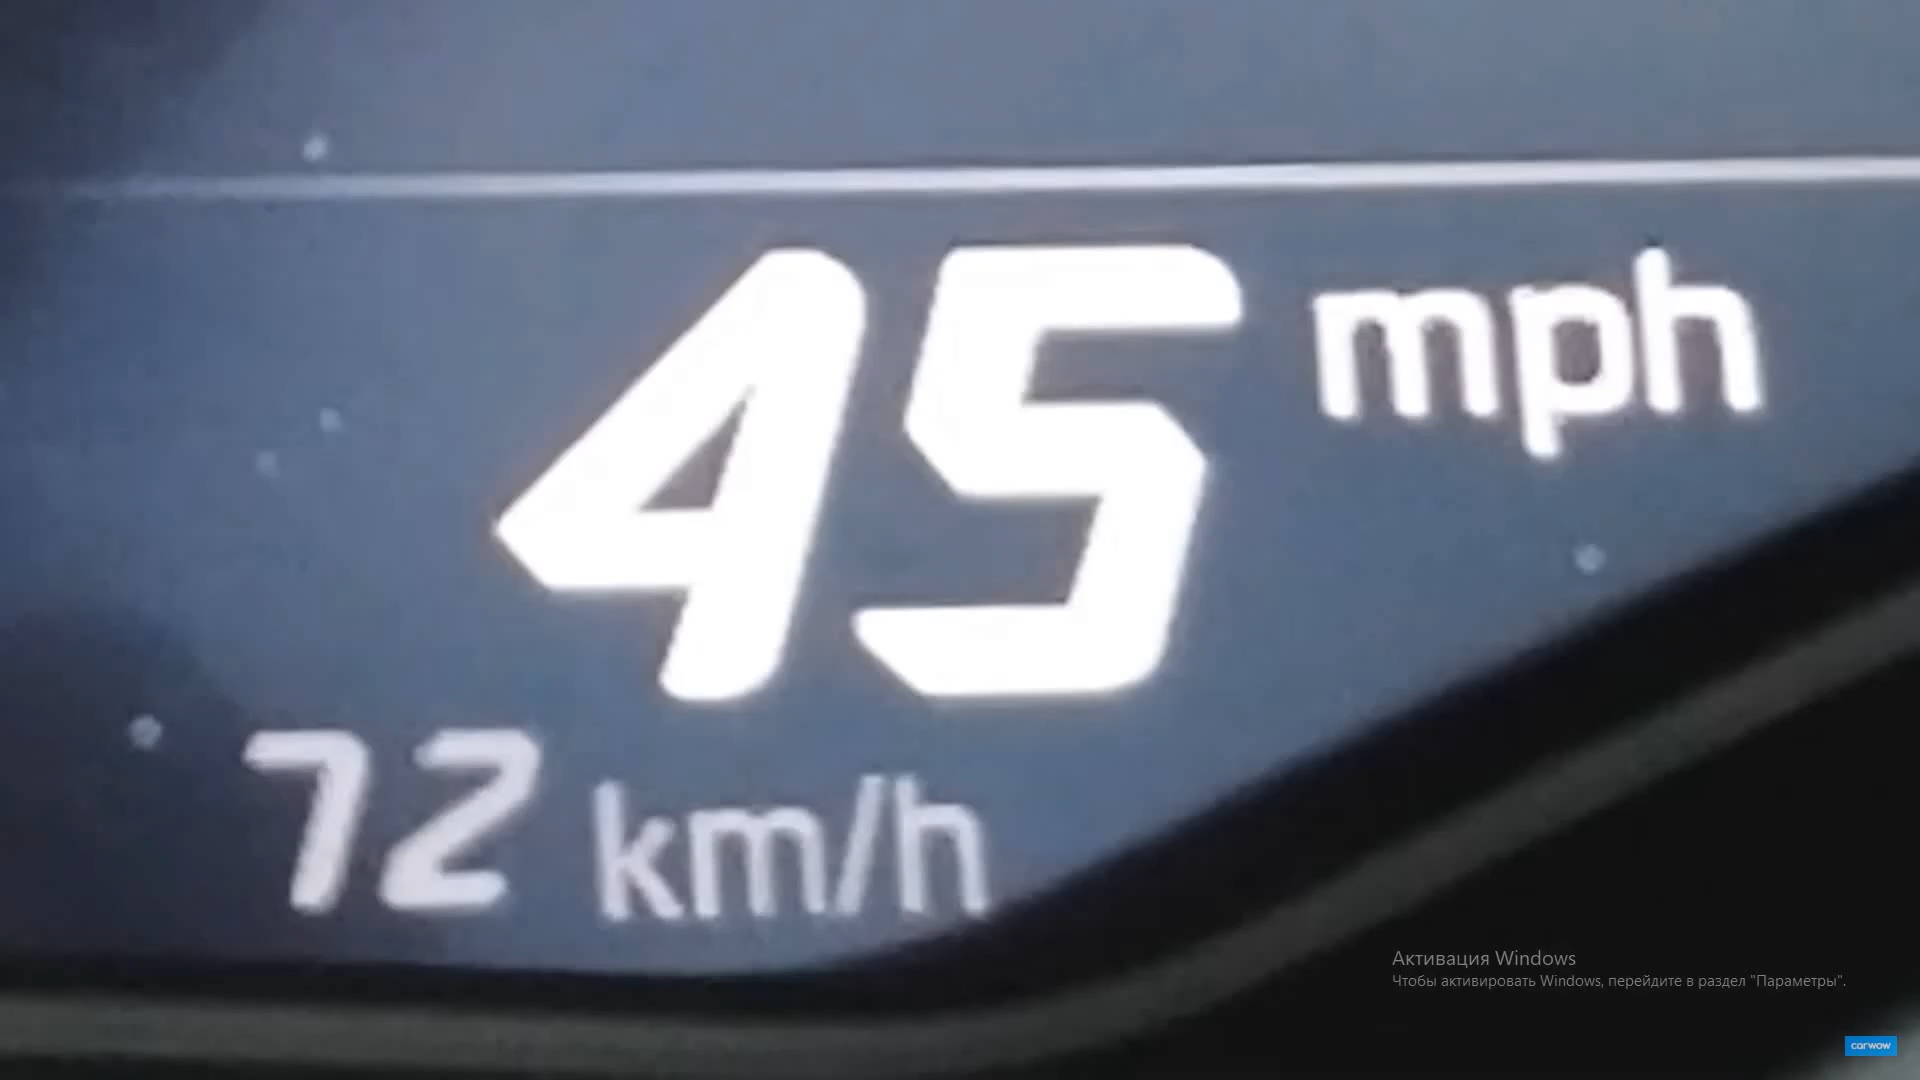 45 mph
72 km/h
Активация Windows
Чтобы активировать Windows, перейдите в раздел "Параметры".
carwow